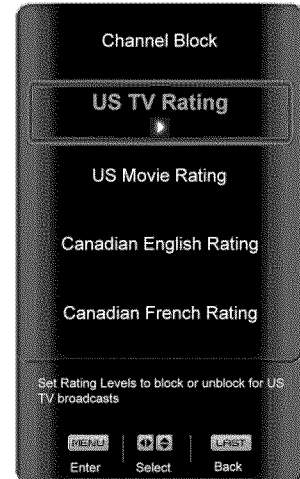 Channel Block
US TV Rating
US Movie Rating
Canadian English Rating
Canadian French Rating
Set Rating Levels to block or unblock for US
TV broadcasts
MENU LAST
Enter Select Back